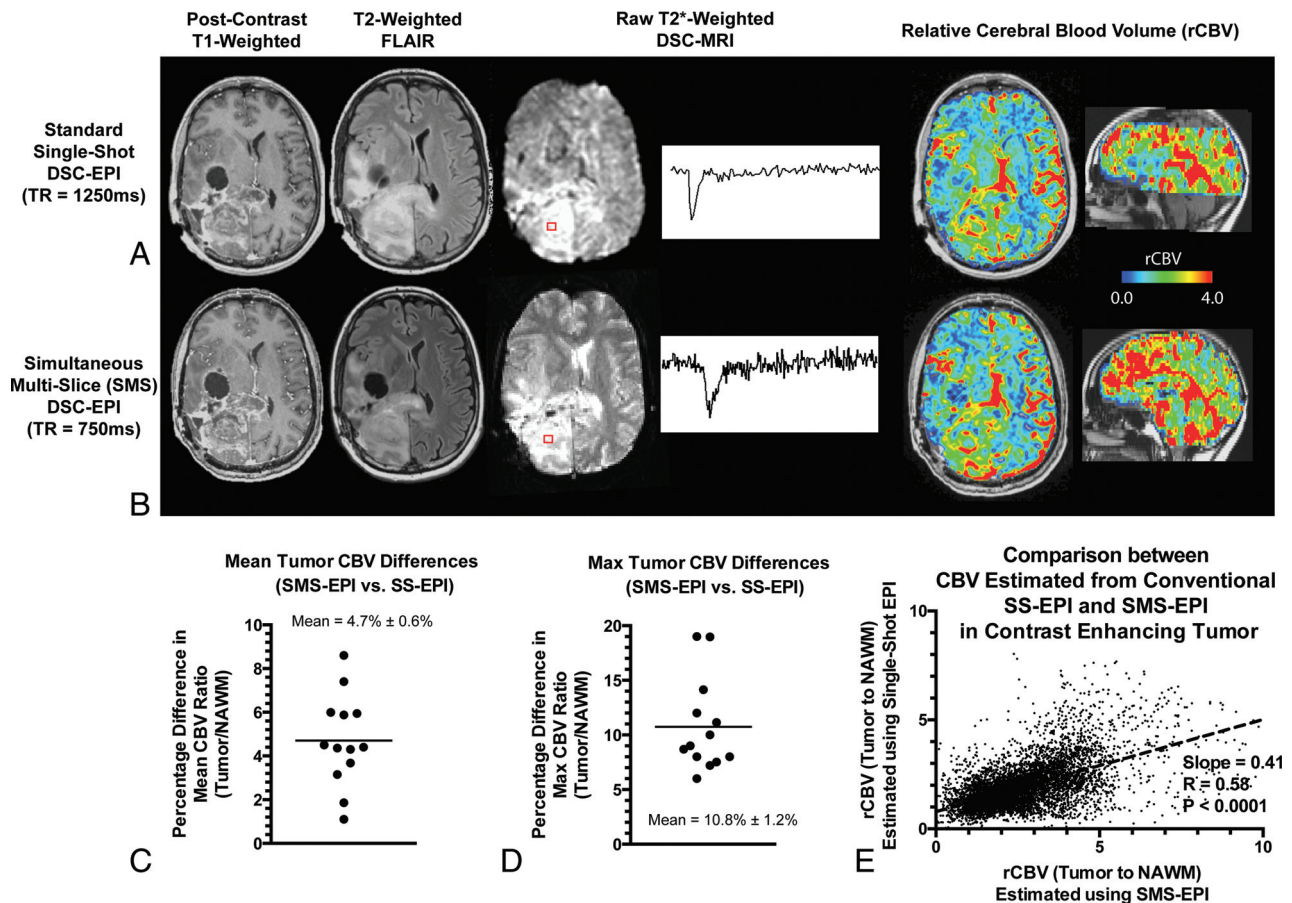 Post-Contrast
T1-Weighted
T2-Weighted
FLAIR
Raw T2*-Weighted
DSC-MRI
Relative Cerebral Blood Volume (rCBV)
Standard
Single-Shot
DSC-EPI
(TR = 1250ms)
A
rCBV
0.0 4.0
Simultaneous
Multi-Slice (SMS)
DSC-EPI
(TR = 750ms)
B
Mean Tumor CBV Differences
(SMS-EPI vs. SS-EPI)
Mean = 4.7% ± 0.6%
Percentage Difference in
Mean CBV Ratio
(Tumor/NAWM)
10
8
6
4
2
0
C
Max Tumor CBV Differences
(SMS-EPI vs. SS-EPI)
Percentage Difference in
Max CBV Ratio
(Tumor/NAWM)
20
15
10
5
0
Mean = 10.8% ± 1.2%
D
Comparison between
CBV Estimated from Conventional
SS-EPI and SMS-EPI
in Contrast Enhancing Tumor
rCBV (Tumor to NAWM)
Estimated using Single-Shot EPI
10
5
0
Slope = 0.41
R = 0.58
P < 0.0001
0 5 10
rCBV (Tumor to NAWM)
Estimated using SMS-EPI
E